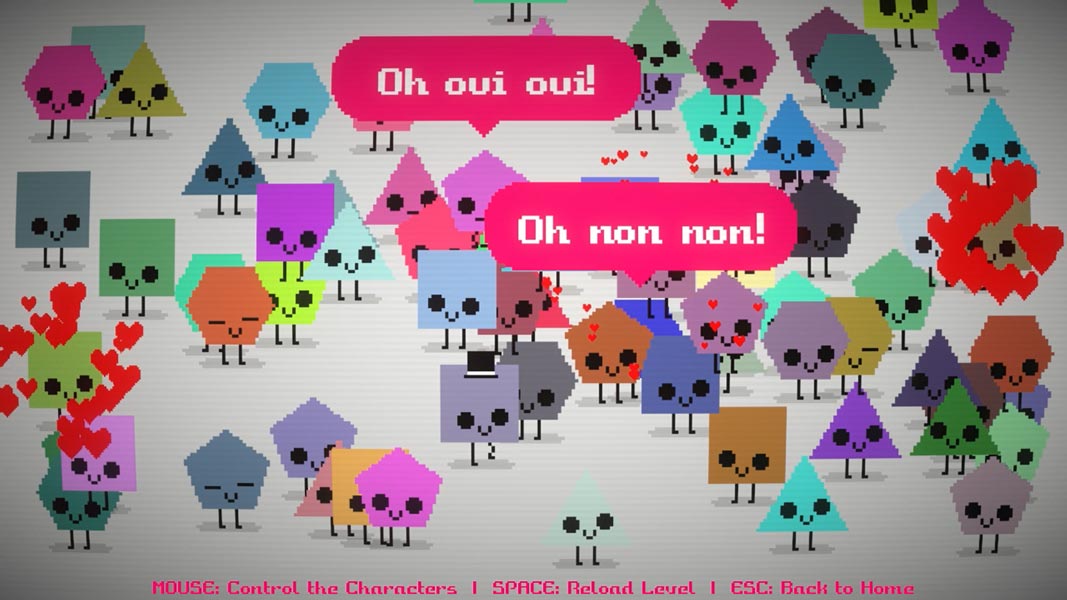 Oh oui oui!
Oh non non!
MOUSE: Control the Characters | SPACE: Reload Level | ESC: Back to Home